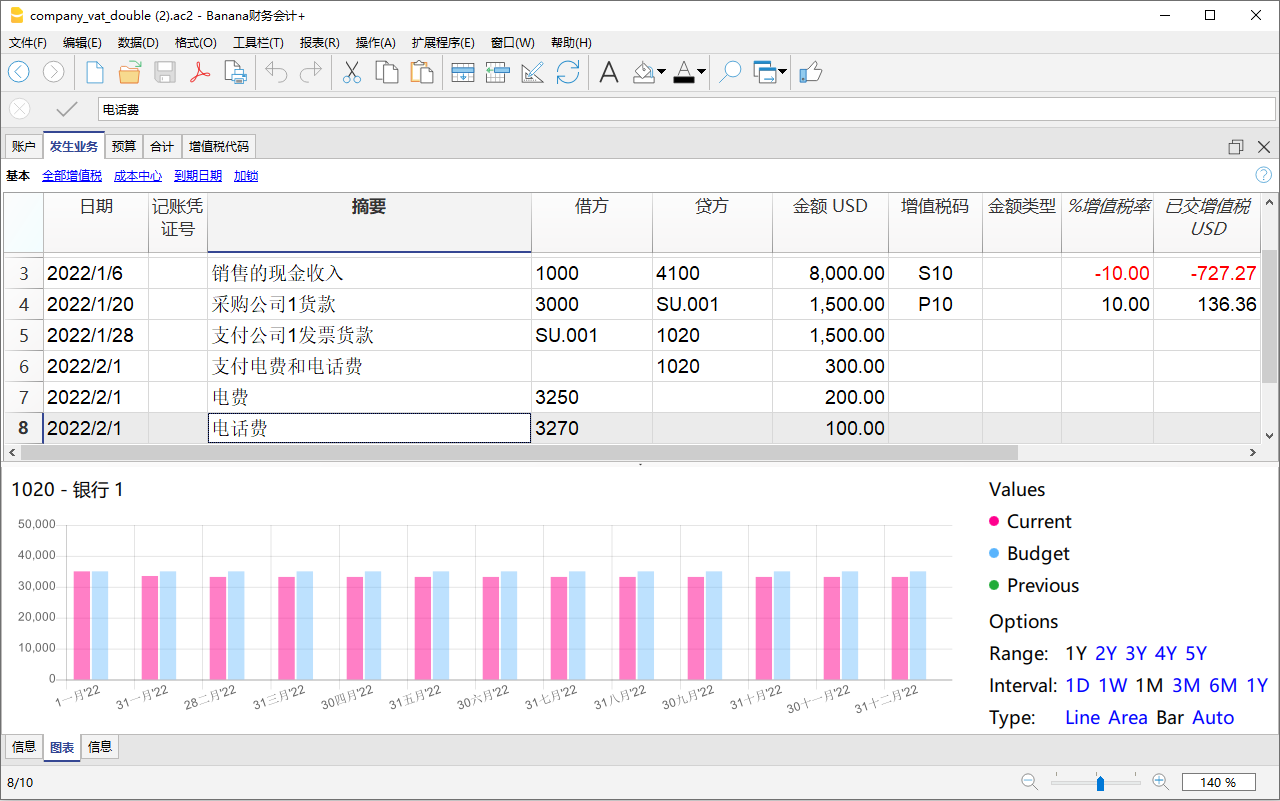 company_vat_double (2).ac2 - Banana财务会计+
文件(F) 编辑(E) 数据(D) 格式(O) 工具栏(T) 报表(R) 操作(A) 扩展程序(E) 窗口(W) 帮助(H)
电话费
账户 发生业务 预算 合计 增值税代码
基本 全部增值税 成本中心 到期日期 加锁
日期 记账凭证号 摘要 借方 贷方 金额 USD 增值税码 金额类型 %增值税率 已交增值税 USD
3 2022/1/6 销售的现金收入 1000 4100 8,000.00 S10 -10.00 -727.27
4 2022/1/20 采购公司1货款 3000 SU.001 1,500.00 P10 10.00 136.36
5 2022/1/28 支付公司1发票货款 SU.001 1020 1,500.00
6 2022/2/1 支付电费和电话费 1020 300.00
7 2022/2/1 电费 3250 200.00
8 2022/2/1 电话费 3270 100.00
1020 - 银行 1
50,000
40,000
30,000
20,000
10,000
0
1一月'22 31一月'22 28二月'22 31三月'22 30四月'22 31五月'22 30六月'22 31七月'22 31八月'22 30九月'22 31十月'22 30十一月'22 31十二月'22
Values
Current
Budget
Previous
Options
Range: 1Y 2Y 3Y 4Y 5Y
Interval: 1D 1W 1M 3M 6M 1Y
Type: Line Area Bar Auto
信息 图表 信息
8/10 140 %